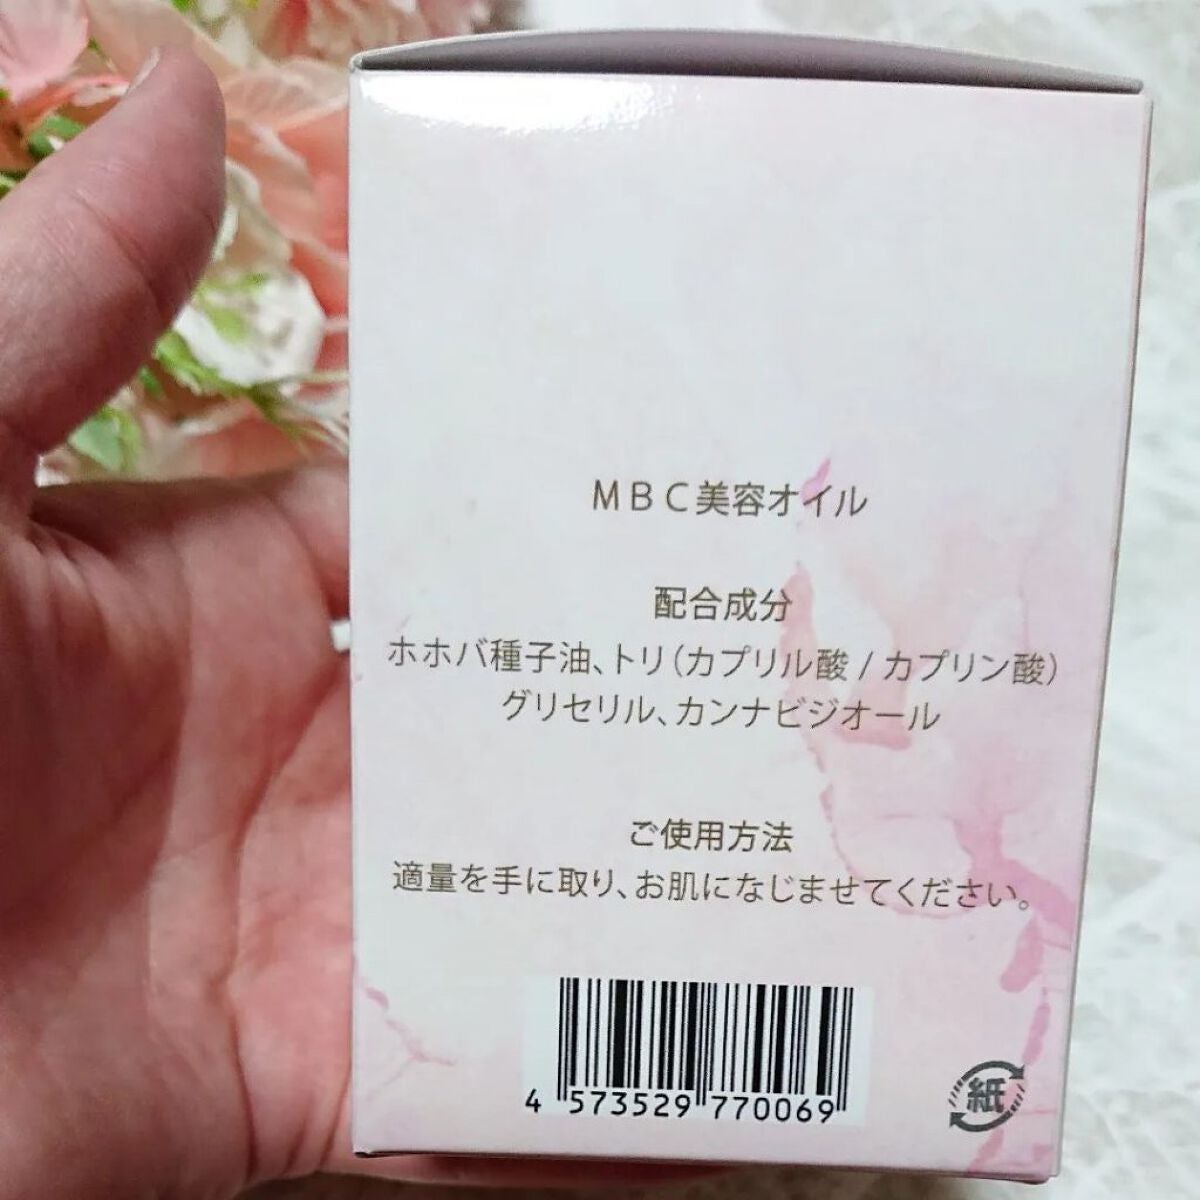 ＭＢＣ美容オイル
配合成分
ホホバ種子油、トリ（カプリル酸 / カプリン酸）
グリセリル、カンナビジオール
ご使用方法
適量を手に取り、お肌になじませてください。
4 573529 770069
紙